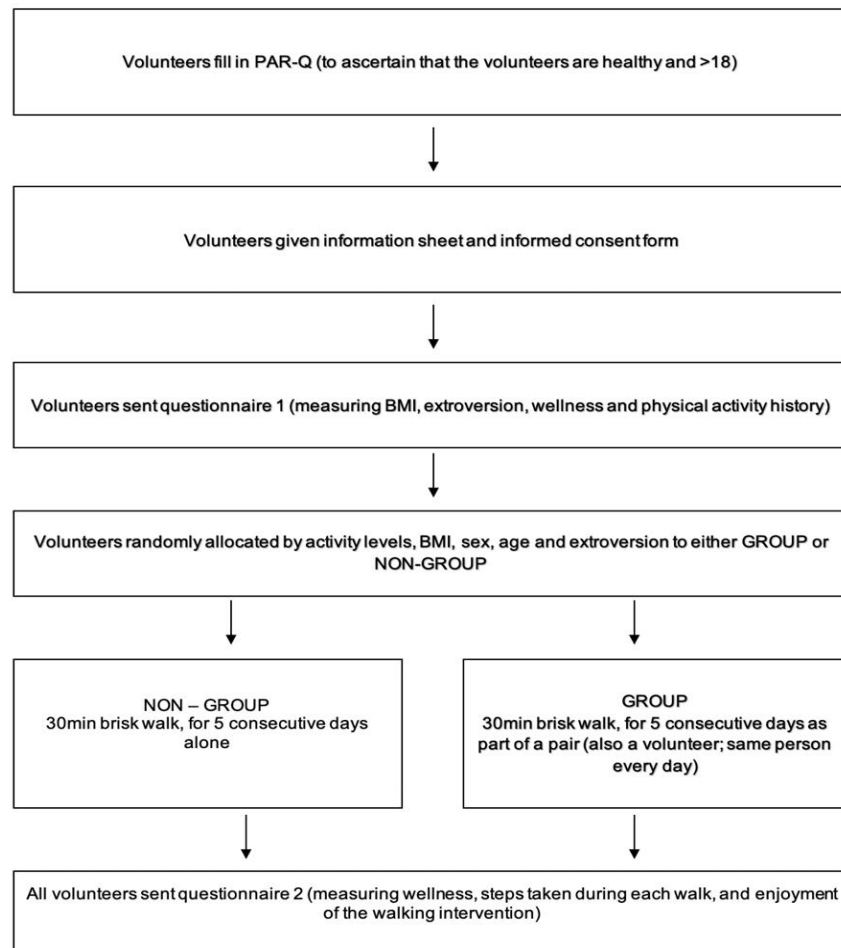 Volunteers fill in PAR-Q (to ascertain that the volunteers are healthy and >18)
Volunteers given information sheet and informed consent form
Volunteers sent questionnaire 1 (measuring BMI, extroversion, wellness and physical activity history)
Volunteers randomly allocated by activity levels, BMI, sex, age and extroversion to either GROUP or
NON-GROUP
NON – GROUP
30min brisk walk, for 5 consecutive days
alone
GROUP
30min brisk walk, for 5 consecutive days as
part of a pair (also a volunteer; same person
every day)
All volunteers sent questionnaire 2 (measuring wellness, steps taken during each walk, and enjoyment
of the walking intervention)